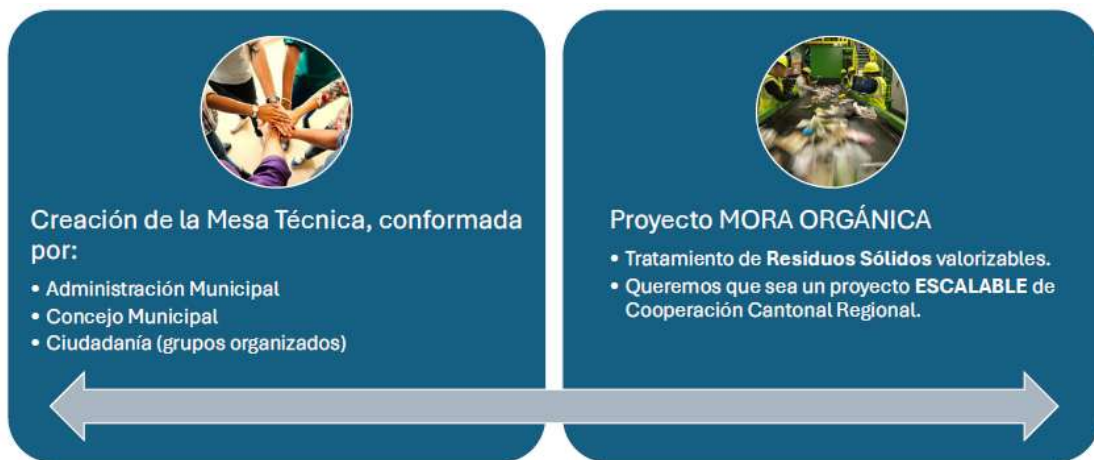 Creación de la Mesa Técnica, conformada
por:
• Administración Municipal
• Concejo Municipal
• Ciudadanía (grupos organizados)
Proyecto MORA ORGÁNICA
• Tratamiento de Residuos Sólidos valorizables.
• Queremos que sea un proyecto ESCALABLE de
Cooperación Cantonal Regional.